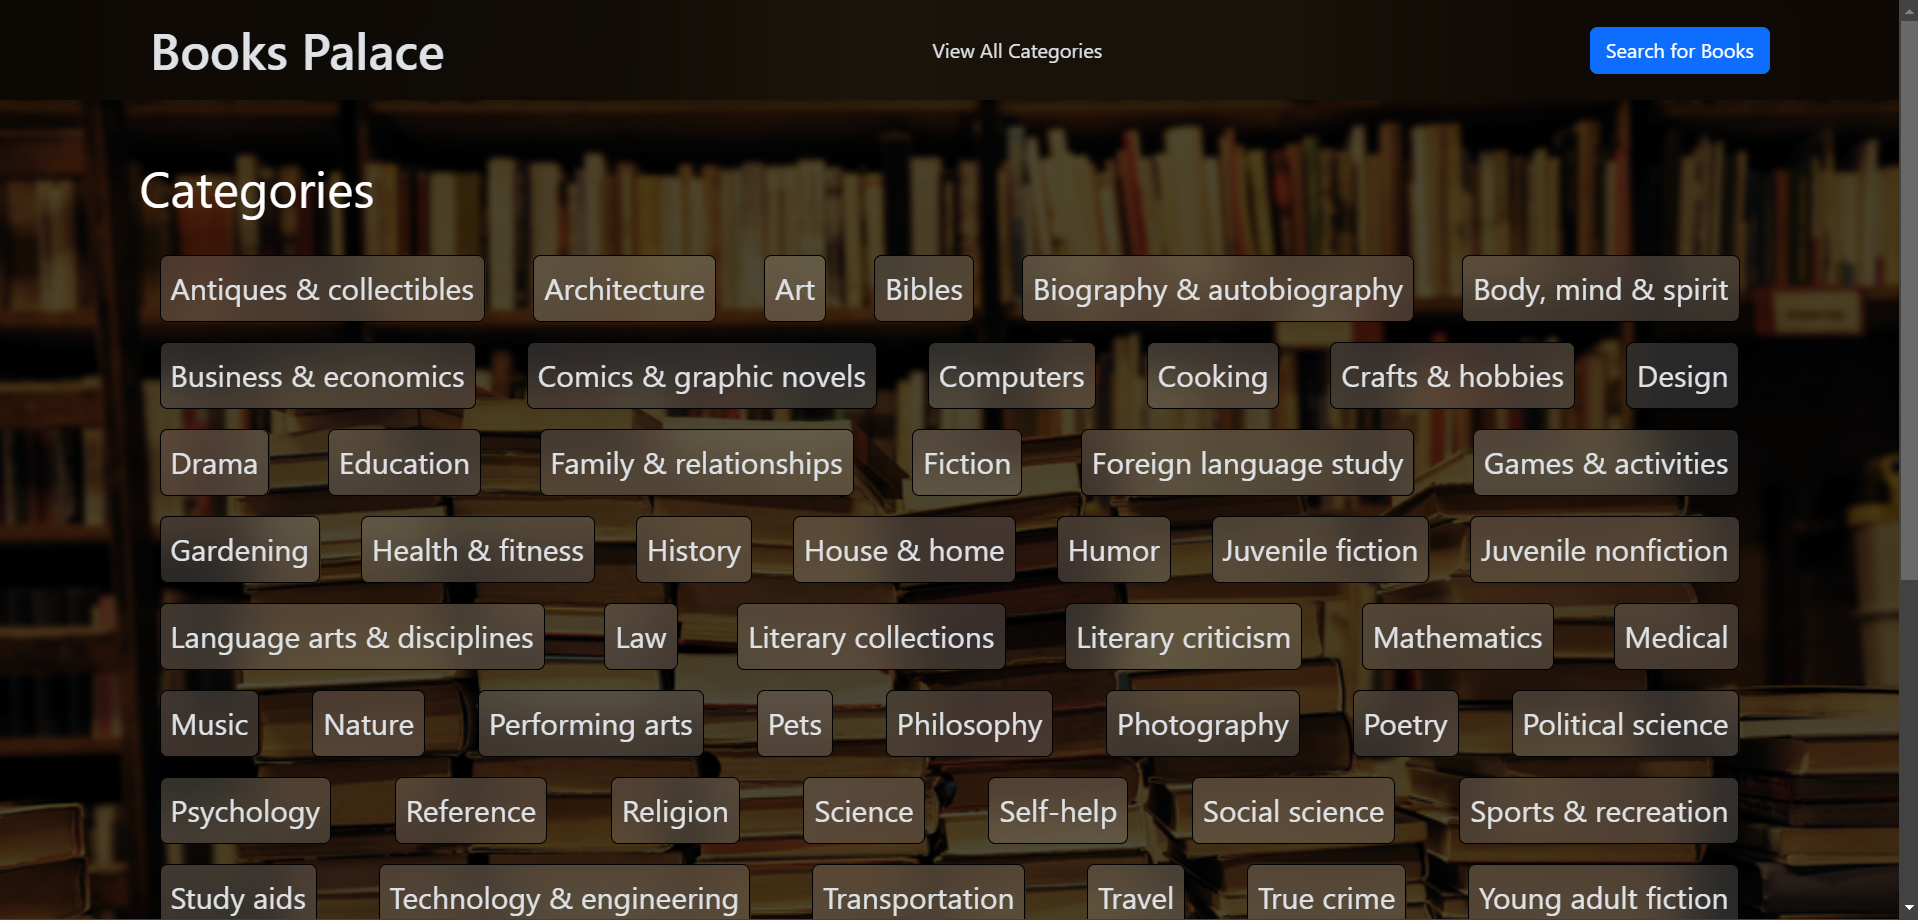 Books Palace View All Categories Search for Books
Categories
Antiques & collectibles Architecture Art Bibles Biography & autobiography Body, mind & spirit
Business & economics Comics & graphic novels Computers Cooking Crafts & hobbies Design
Drama Education Family & relationships Fiction Foreign language study Games & activities
Gardening Health & fitness History House & home Humor Juvenile fiction Juvenile nonfiction
Language arts & disciplines Law Literary collections Literary criticism Mathematics Medical
Music Nature Performing arts Pets Philosophy Photography Poetry Political science
Psychology Reference Religion Science Self-help Social science Sports & recreation
Study aids Technology & engineering Transportation Travel True crime Young adult fiction